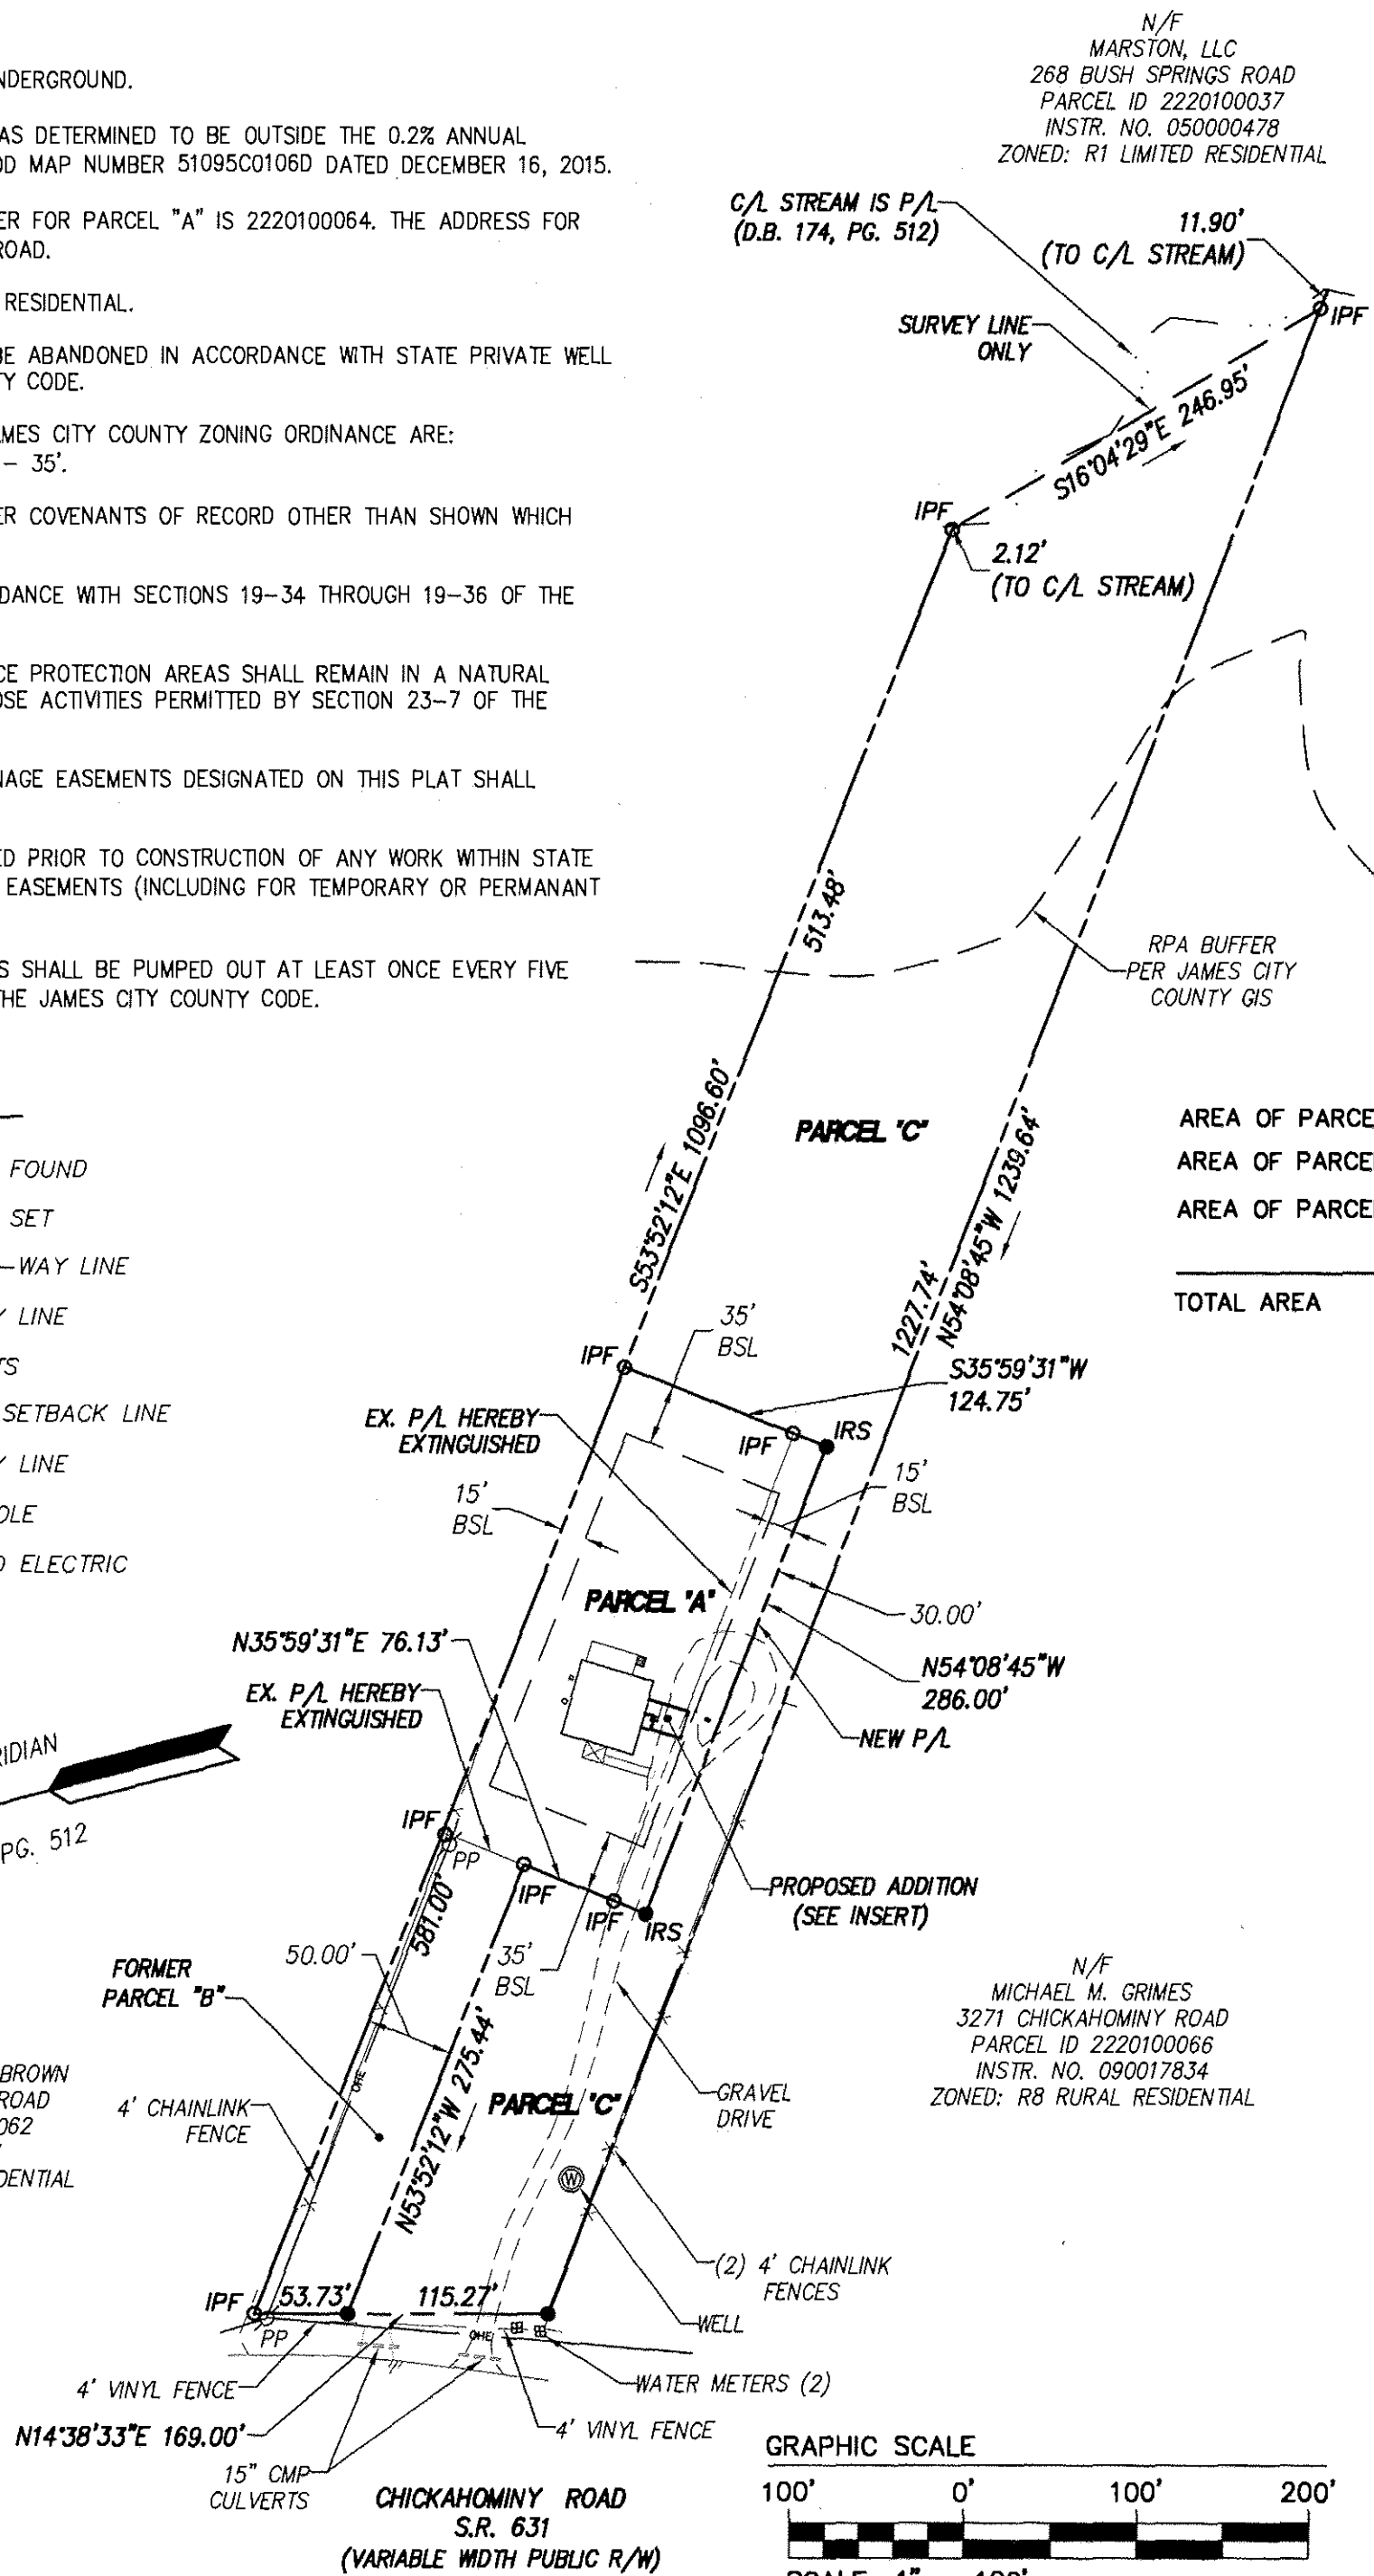 NDERGROUND.
AS DETERMINED TO BE OUTSIDE THE 0.2% ANNUAL
OD MAP NUMBER 51095C0106D DATED DECEMBER 16, 2015.
ER FOR PARCEL "A" IS 2220100064. THE ADDRESS FOR
ROAD.
RESIDENTIAL.
BE ABANDONED IN ACCORDANCE WITH STATE PRIVATE WELL
TY CODE.
AMES CITY COUNTY ZONING ORDINANCE ARE:
– 35'.
ER COVENANTS OF RECORD OTHER THAN SHOWN WHICH
DANCE WITH SECTIONS 19-34 THROUGH 19-36 OF THE
CE PROTECTION AREAS SHALL REMAIN IN A NATURAL
OSE ACTIVITIES PERMITTED BY SECTION 23-7 OF THE
NAGE EASEMENTS DESIGNATED ON THIS PLAT SHALL
ED PRIOR TO CONSTRUCTION OF ANY WORK WITHIN STATE
EASEMENTS (INCLUDING FOR TEMPORARY OR PERMANANT
S SHALL BE PUMPED OUT AT LEAST ONCE EVERY FIVE
THE JAMES CITY COUNTY CODE.
N/F
MARSTON, LLC
268 BUSH SPRINGS ROAD
PARCEL ID 2220100037
INSTR. NO. 050000478
ZONED: R1 LIMITED RESIDENTIAL
C/L STREAM IS P/L
(D.B. 174, PG. 512)
11.90'
(TO C/L STREAM)
IPF
SURVEY LINE
ONLY
S16°04'29"E 246.95'
IPF
2.12'
(TO C/L STREAM)
513.48'
RPA BUFFER
PER JAMES CITY
COUNTY GIS
S53°52'12"E 1096.60'
PARCEL "C"
1227.74'
N54°08'45"W 1239.64'
AREA OF PARCE
AREA OF PARCEL
AREA OF PARCEL
TOTAL AREA
FOUND
SET
–WAY LINE
Y LINE
TS
SETBACK LINE
Y LINE
OLE
D ELECTRIC
35'
BSL
IPF
S35°59'31"W
124.75'
EX. P/L HEREBY
EXTINGUISHED
IPF
IRS
15'
BSL
15'
BSL
PARCEL "A"
30.00'
N35°59'31"E 76.13'
N54°08'45"W
286.00'
EX. P/L HEREBY
EXTINGUISHED
NEW P/L
RIDIAN
PG. 512
IPF
PP
IPF
IPF
IRS
PROPOSED ADDITION
(SEE INSERT)
581.00'
50.00'
35'
BSL
FORMER
PARCEL "B"
N/F
MICHAEL M. GRIMES
3271 CHICKAHOMINY ROAD
PARCEL ID 2220100066
INSTR. NO. 090017834
ZONED: R8 RURAL RESIDENTIAL
BROWN
ROAD
062
DENTIAL
OHE
4' CHAINLINK
FENCE
N53°52'12"W 275.44'
PARCEL "C"
GRAVEL
DRIVE
W
(2) 4' CHAINLINK
FENCES
WELL
IPF
53.73'
115.27'
PP
OHE
WATER METERS (2)
4' VINYL FENCE
4' VINYL FENCE
N14°38'33"E 169.00'
15" CMP
CULVERTS
CHICKAHOMINY ROAD
S.R. 631
(VARIABLE WIDTH PUBLIC R/W)
GRAPHIC SCALE
100' 0' 100' 200'